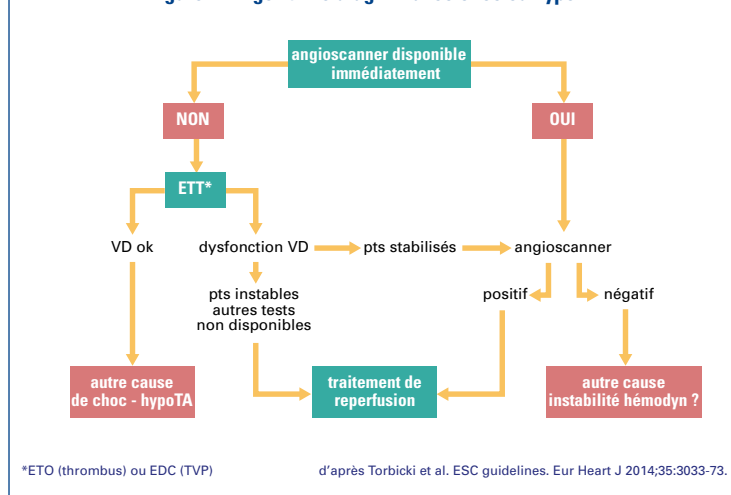 angioscanner disponible
immédiatement
NON
OUI
ETT*
VD ok
dysfonction VD
pts stabilisés
angioscanner
pts instables
autres tests
non disponibles
positif
négatif
autre cause
de choc - hypoTA
traitement de
reperfusion
autre cause
instabilité hémodyn ?
*ETO (thrombus) ou EDC (TVP)
d'après Torbicki et al. ESC guidelines. Eur Heart J 2014;35:3033-73.